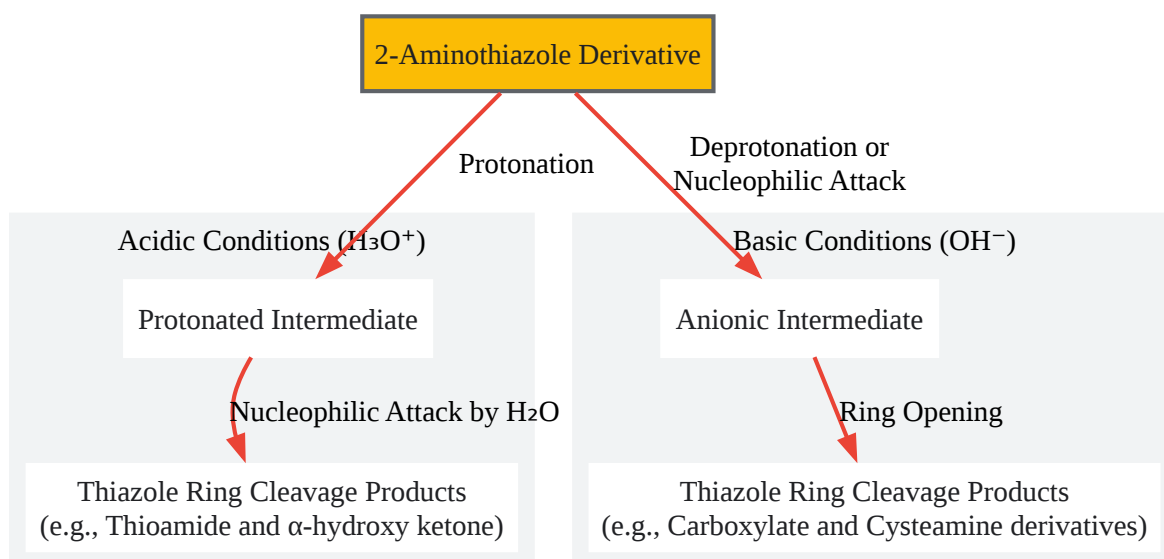 2-Aminothiazole Derivative
Protonation
Deprotonation or
Nucleophilic Attack
Acidic Conditions (H₃O⁺)
Basic Conditions (OH⁻)
Protonated Intermediate
Anionic Intermediate
Nucleophilic Attack by H₂O
Ring Opening
Thiazole Ring Cleavage Products
(e.g., Thioamide and α-hydroxy ketone)
Thiazole Ring Cleavage Products
(e.g., Carboxylate and Cysteamine derivatives)